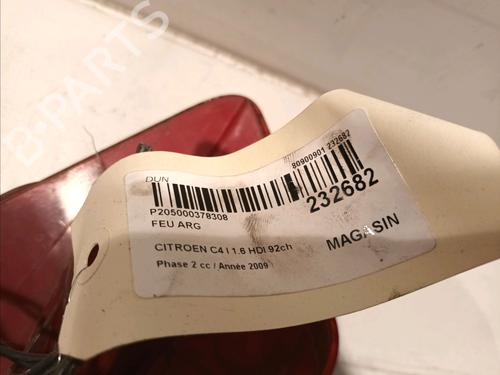 B-PARTS
DUN
80900901 232682
P205000378308
232682
FEU ARG
MAGASIN
CITROEN C4 I 1.6 HDI 92ch
Phase 2 cc / Année 2009